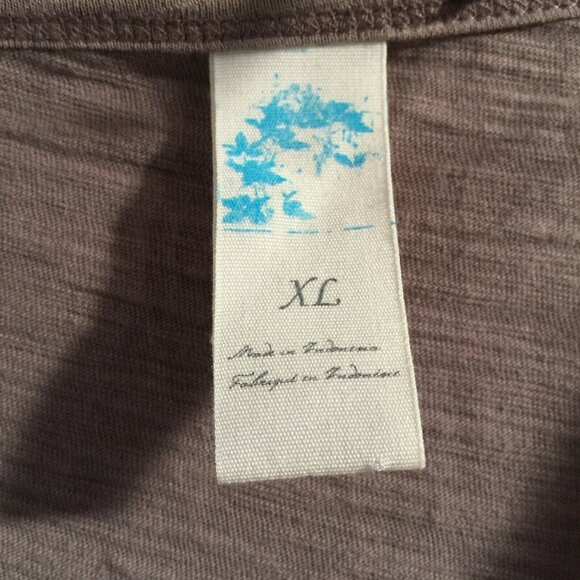 XL
Made in Indonesia
Fabriqué en Indonésie